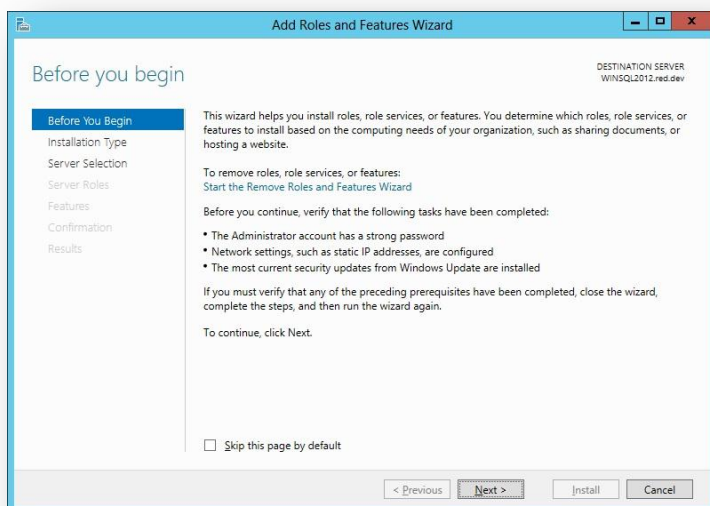 Add Roles and Features Wizard
Before you begin
DESTINATION SERVER
WINSQL2012.red.dev
Before You Begin
Installation Type
Server Selection
Server Roles
Features
Confirmation
Results
This wizard helps you install roles, role services, or features. You determine which roles, role services, or
features to install based on the computing needs of your organization, such as sharing documents, or
hosting a website.
To remove roles, role services, or features:
Start the Remove Roles and Features Wizard
Before you continue, verify that the following tasks have been completed:
• The Administrator account has a strong password
• Network settings, such as static IP addresses, are configured
• The most current security updates from Windows Update are installed
If you must verify that any of the preceding prerequisites have been completed, close the wizard,
complete the steps, and then run the wizard again.
To continue, click Next.
Skip this page by default
< Previous
Next >
Install
Cancel